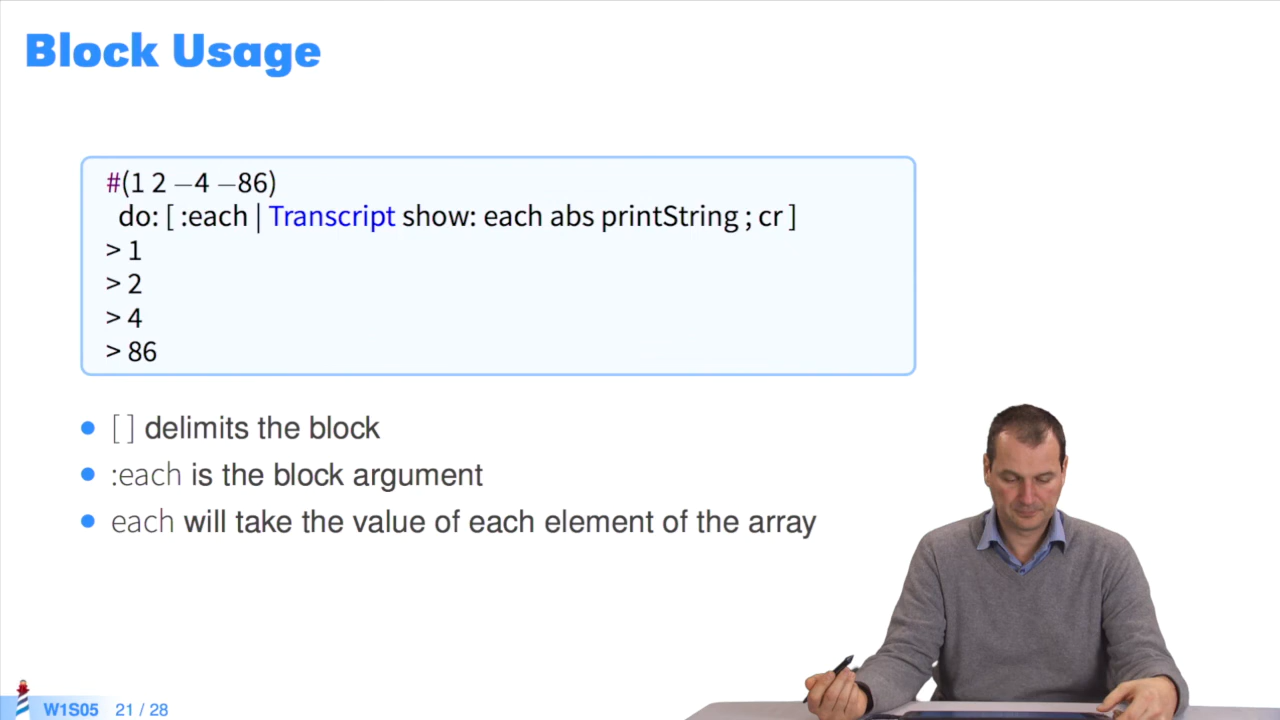 Block Usage
#(1 2 −4 −86)
do: [ :each | Transcript show: each abs printString ; cr ]
> 1
> 2
> 4
> 86
[ ] delimits the block
:each is the block argument
each will take the value of each element of the array
W1S05 21 / 28